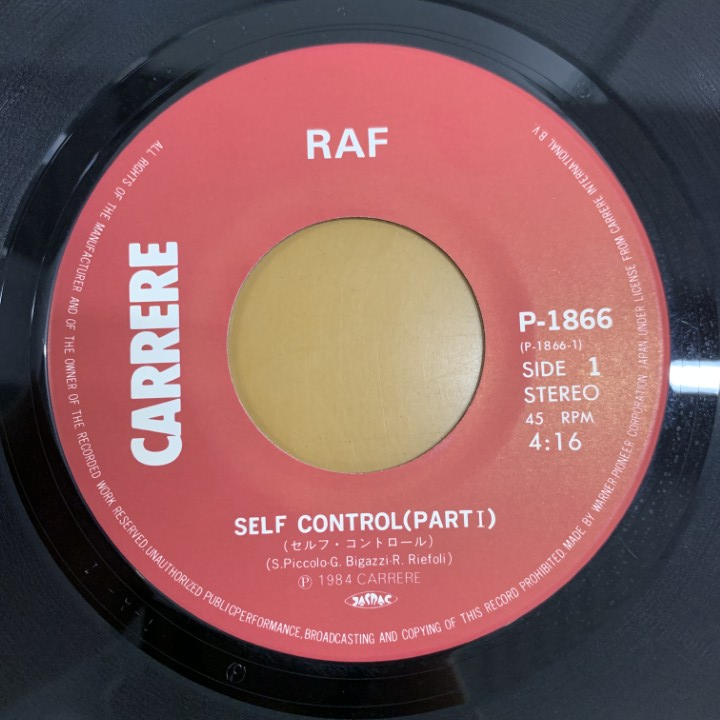 RAF
CARRERE
P-1866
(P-1866-1)
SIDE 1
STEREO
45 RPM
4:16
SELF CONTROL(PART I)
(セルフ・コントロール)
(S.Piccolo·G. Bigazzi·R. Riefoli)
Ⓟ 1984 CARRERE
JASRAC
ALL RIGHTS OF THE MANUFACTURER AND OF THE OWNER OF THE RECORDED WORK RESERVED.UNAUTHORIZED PUBLICPERFORMANCE, BROADCASTING AND COPYING OF THIS RECORD PROHIBITED. MADE BY WARNER-PIONEER CORPORATION, JAPAN, UNDER LICENSE FROM CARRERE INTERNATIONAL B.V.